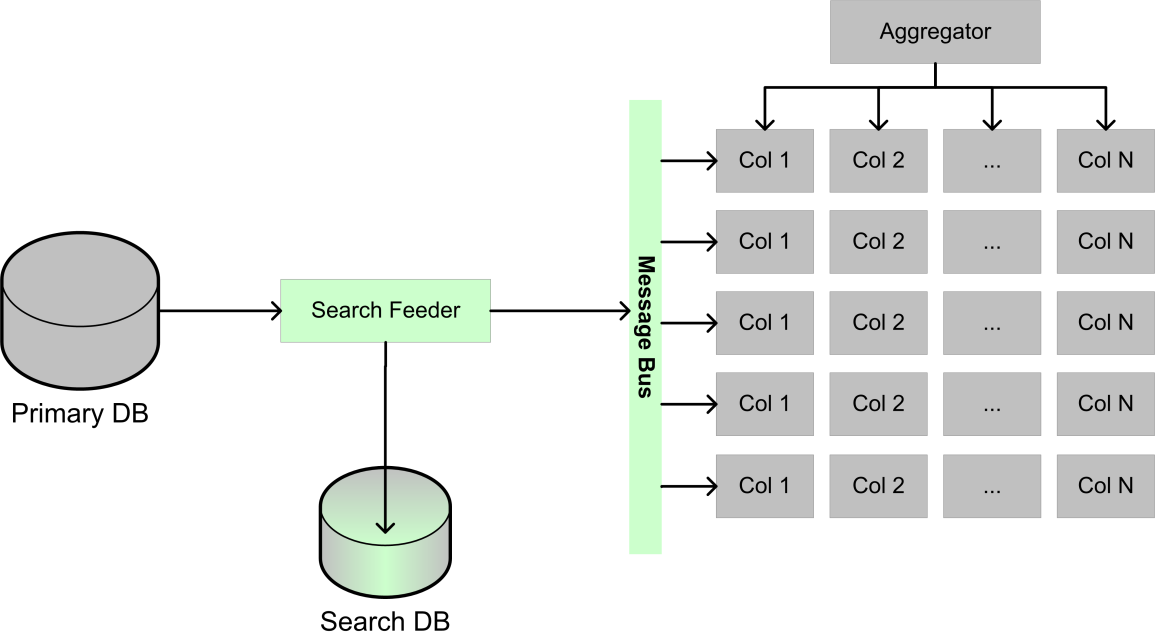 Aggregator
Col 1 Col 2 ... Col N
Col 1 Col 2 ... Col N
Col 1 Col 2 ... Col N
Col 1 Col 2 ... Col N
Col 1 Col 2 ... Col N
Message Bus
Search Feeder
Primary DB
Search DB